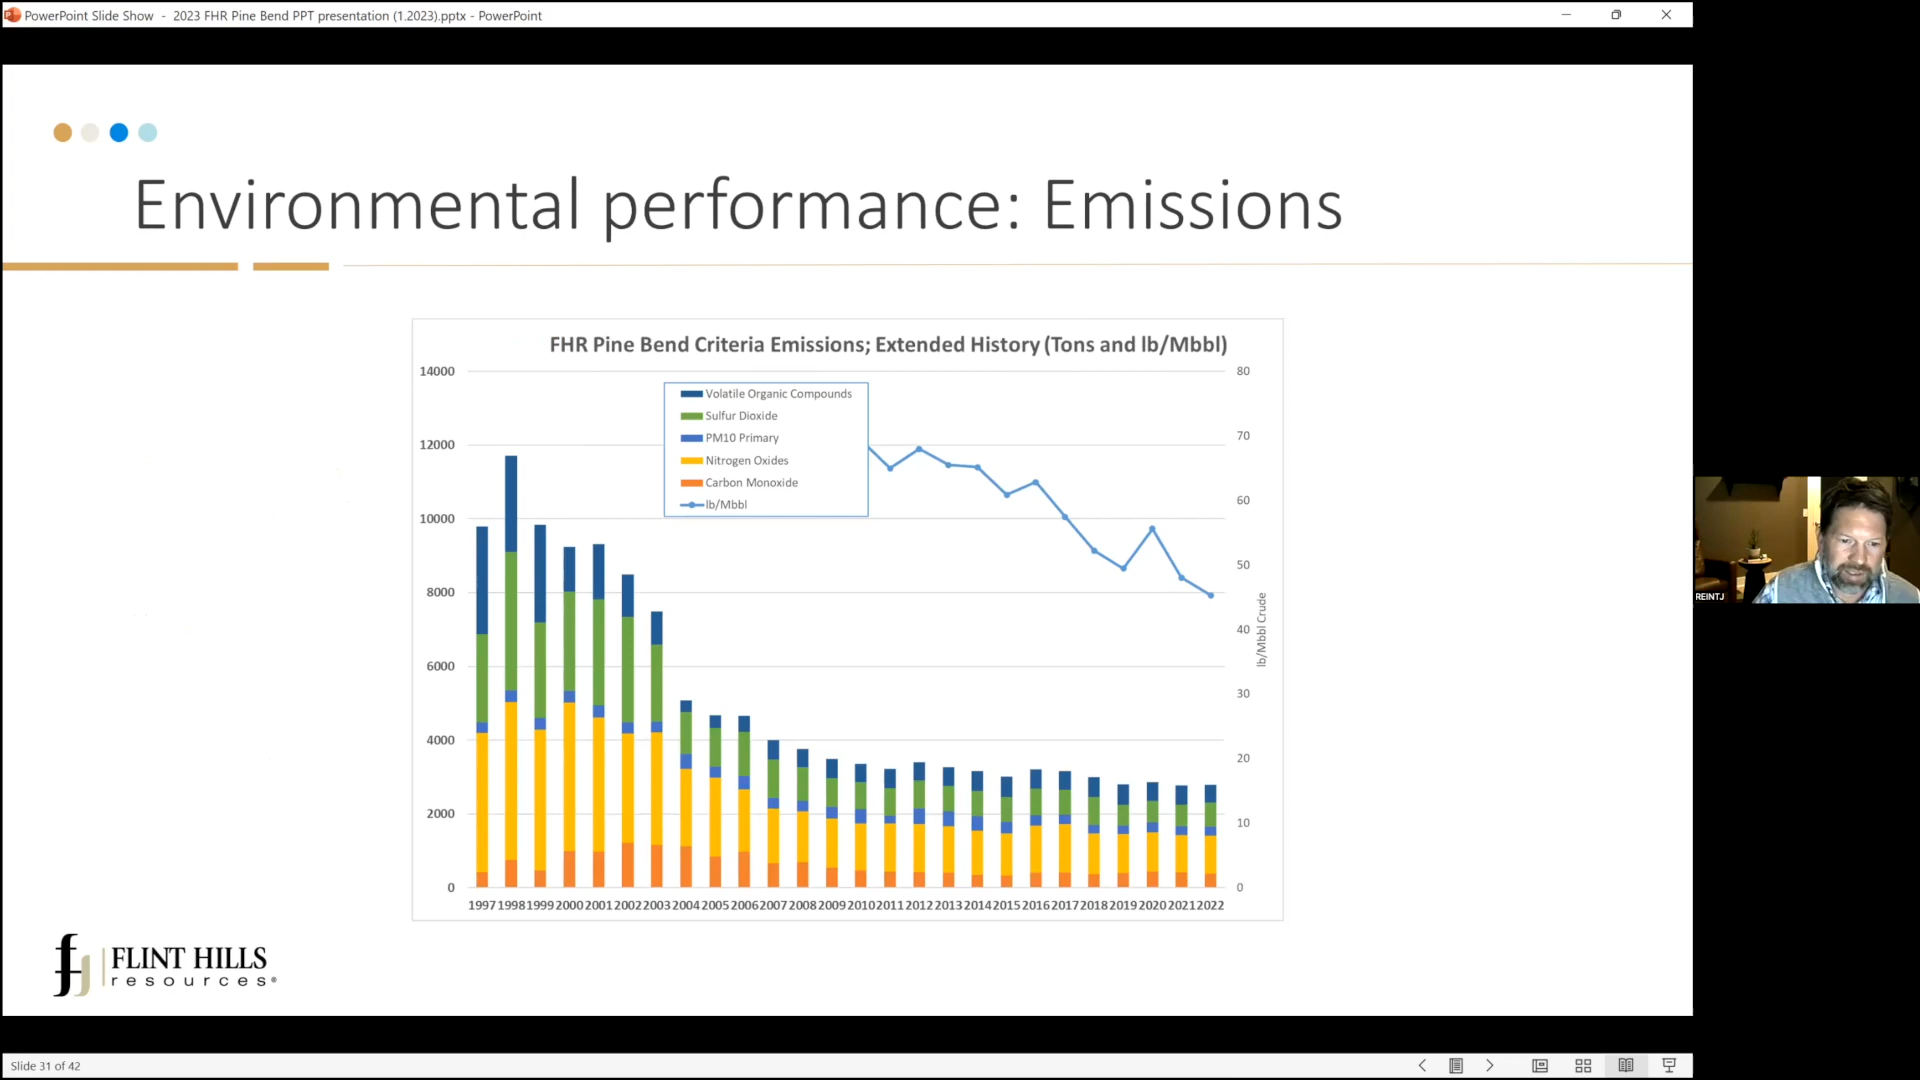 PowerPoint Slide Show - 2023 FHR Pine Bend PPT presentation (1.2023).pptx - PowerPoint
Environmental performance: Emissions
FHR Pine Bend Criteria Emissions; Extended History (Tons and lb/Mbbl)
14000
12000
10000
8000
6000
4000
2000
0
Volatile Organic Compounds
Sulfur Dioxide
PM10 Primary
Nitrogen Oxides
Carbon Monoxide
lb/Mbbl
80
70
60
50
40
30
20
10
0
lb/Mbbl Crude
1997 1998 1999 2000 2001 2002 2003 2004 2005 2006 2007 2008 2009 2010 2011 2012 2013 2014 2015 2016 2017 2018 2019 2020 2021 2022
REINTJ
FLINT HILLS
resources®
Slide 31 of 42